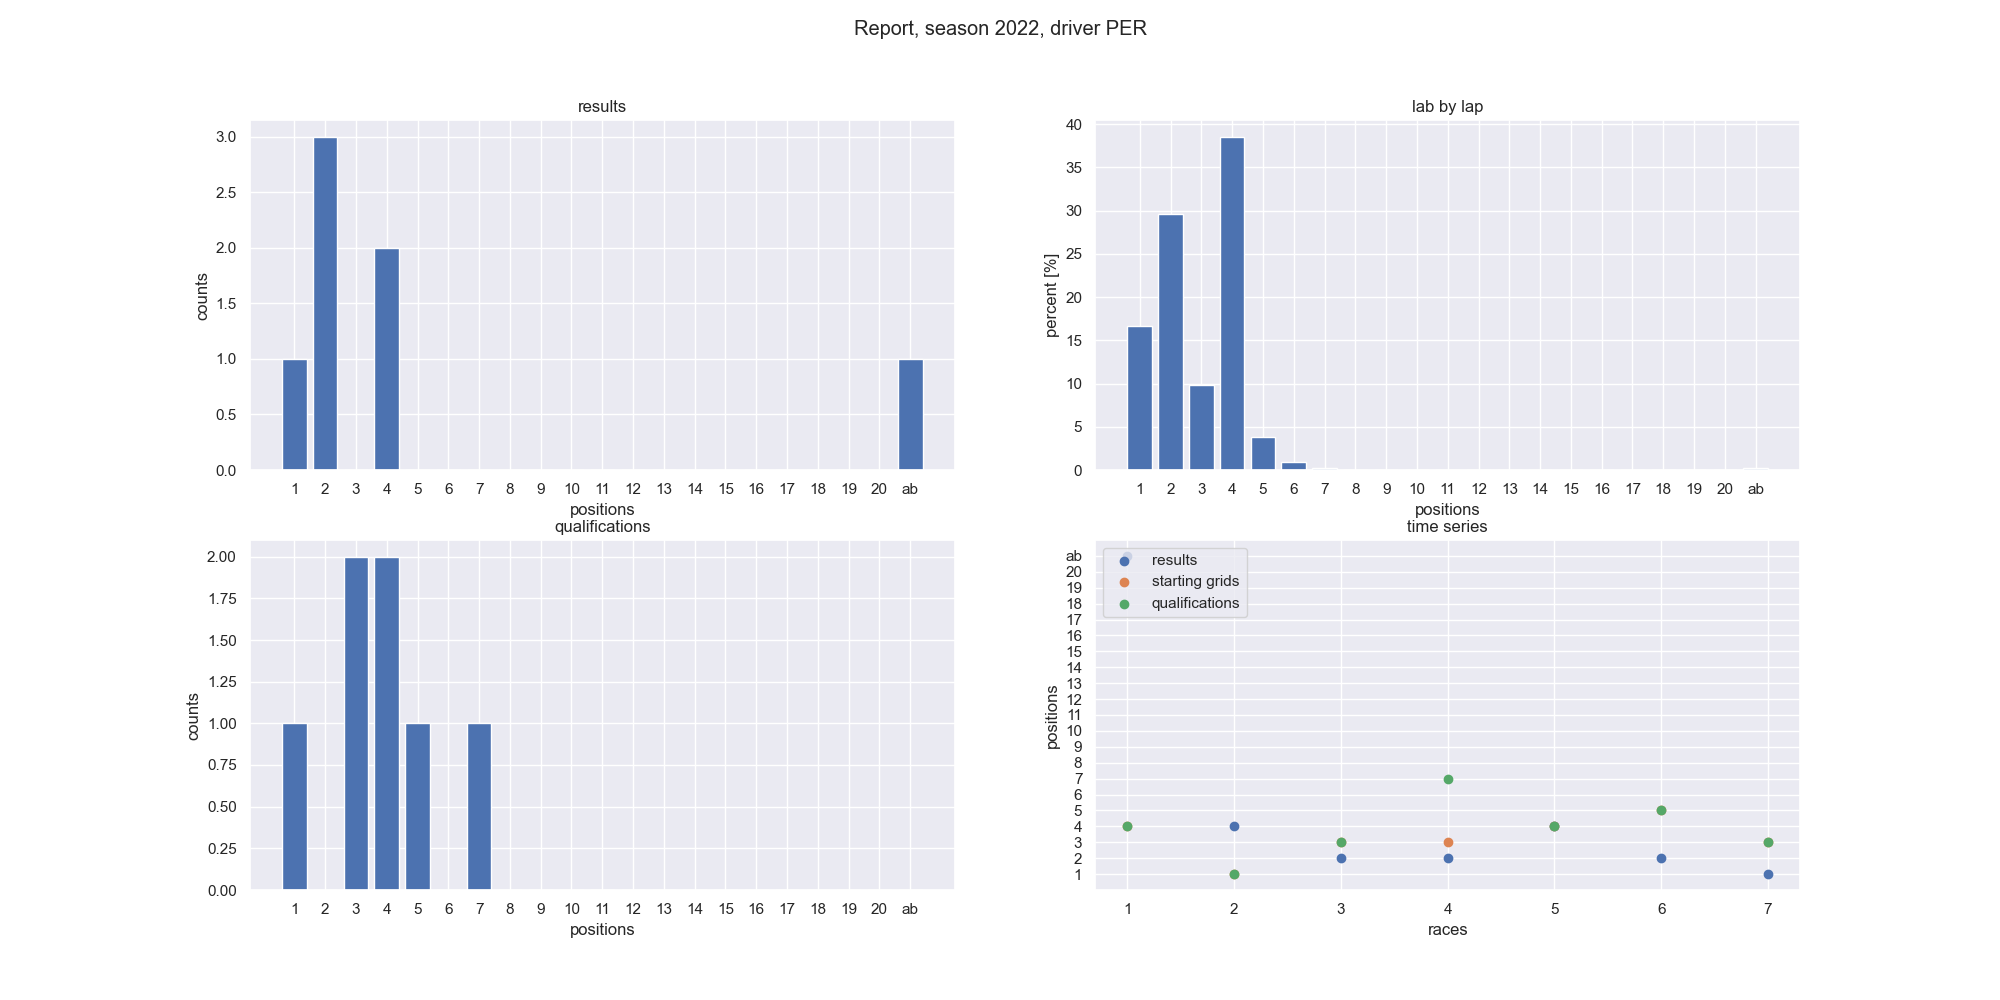 Report, season 2022, driver PER
results
3.0
2.5
2.0
1.5
1.0
0.5
0.0
counts
1 2 3 4 5 6 7 8 9 10 11 12 13 14 15 16 17 18 19 20 ab
positions
lab by lap
40
35
30
25
20
15
10
5
0
percent [%]
1 2 3 4 5 6 7 8 9 10 11 12 13 14 15 16 17 18 19 20 ab
positions
qualifications
2.00
1.75
1.50
1.25
1.00
0.75
0.50
0.25
0.00
counts
1 2 3 4 5 6 7 8 9 10 11 12 13 14 15 16 17 18 19 20 ab
positions
time series
ab
20
19
18
17
16
15
14
13
12
11
10
9
8
7
6
5
4
3
2
1
positions
results
starting grids
qualifications
1 2 3 4 5 6 7
races